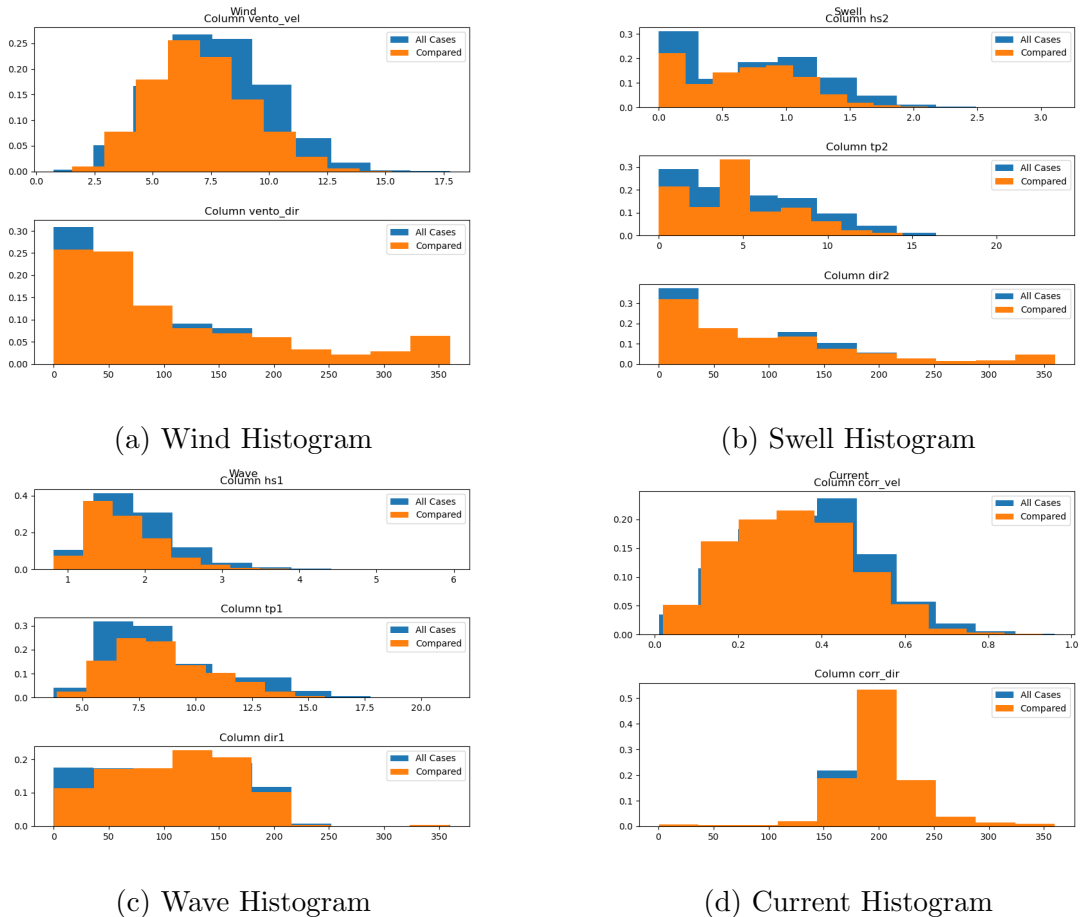 Wind
Column vento_vel
0.25
0.20
0.15
0.10
0.05
0.00
All Cases
Compared
0.0 2.5 5.0 7.5 10.0 12.5 15.0 17.5
Column vento_dir
0.30
0.25
0.20
0.15
0.10
0.05
0.00
All Cases
Compared
0 50 100 150 200 250 300 350
(a) Wind Histogram
Swell
Column hs2
0.3
0.2
0.1
0.0
All Cases
Compared
0.0 0.5 1.0 1.5 2.0 2.5 3.0
Column tp2
0.3
0.2
0.1
0.0
All Cases
Compared
0 5 10 15 20
Column dir2
0.3
0.2
0.1
0.0
All Cases
Compared
0 50 100 150 200 250 300 350
(b) Swell Histogram
Wave
Column hs1
0.4
0.2
0.0
All Cases
Compared
1 2 3 4 5 6
Column tp1
0.3
0.2
0.1
0.0
All Cases
Compared
5.0 7.5 10.0 12.5 15.0 17.5 20.0
Column dir1
0.2
0.1
0.0
All Cases
Compared
0 50 100 150 200 250 300 350
(c) Wave Histogram
Current
Column corr_vel
0.20
0.15
0.10
0.05
0.00
All Cases
Compared
0.0 0.2 0.4 0.6 0.8 1.0
Column corr_dir
0.5
0.4
0.3
0.2
0.1
0.0
All Cases
Compared
0 50 100 150 200 250 300 350
(d) Current Histogram